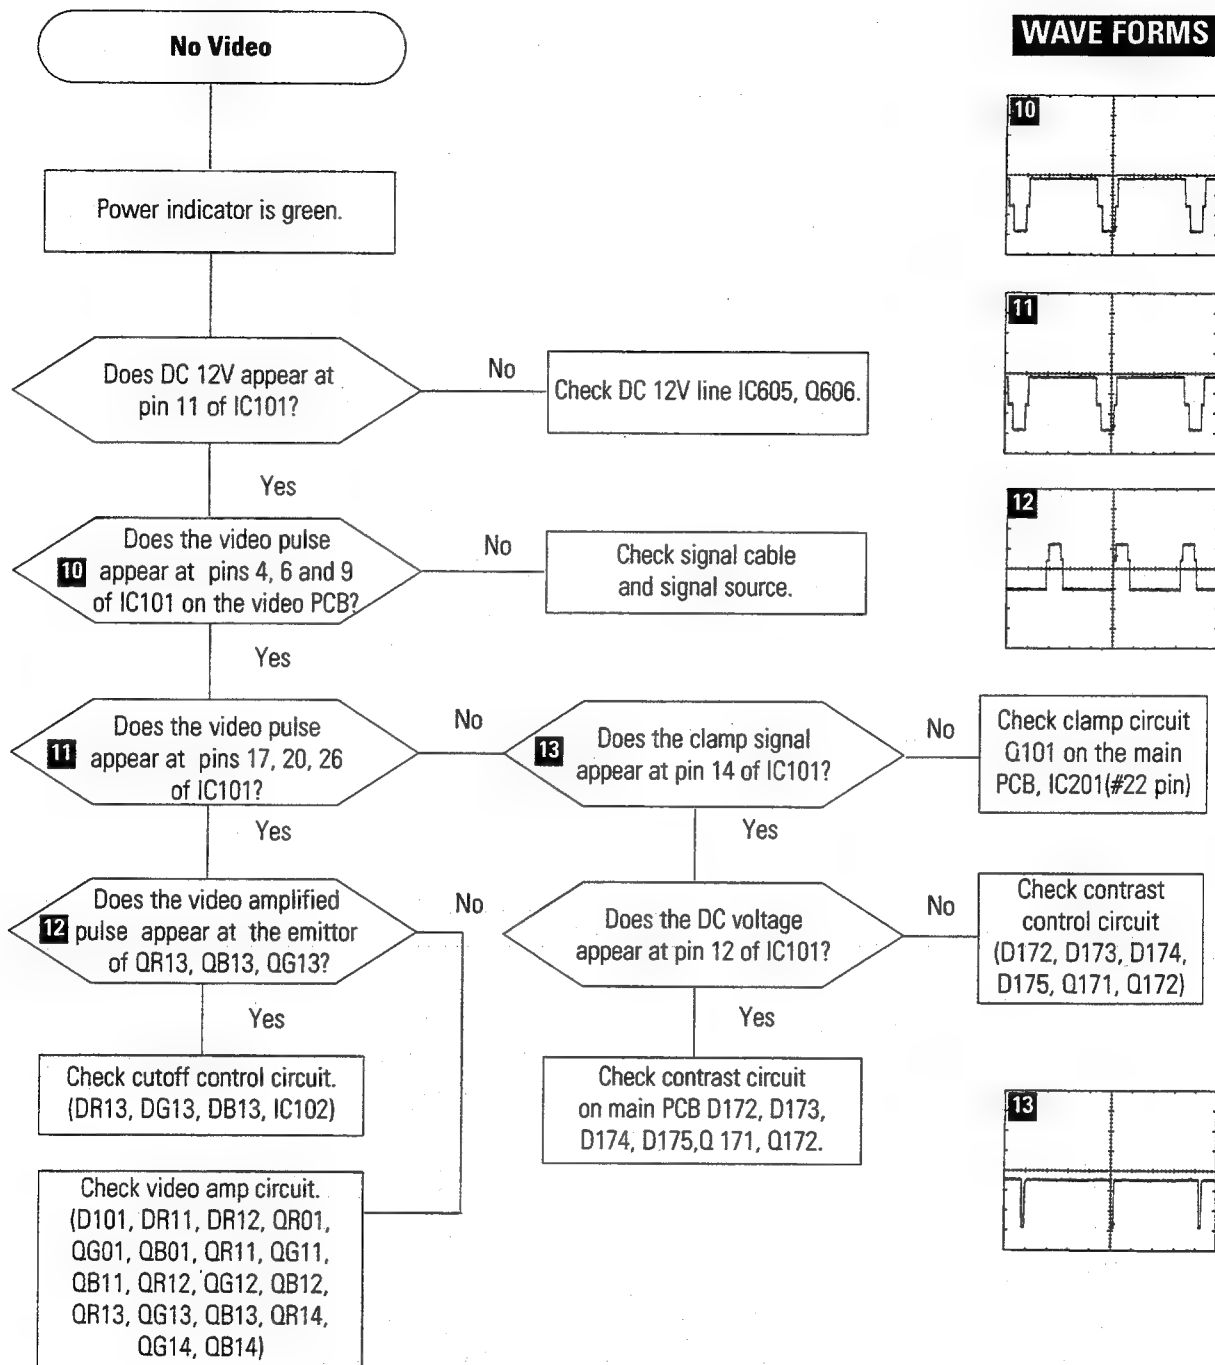 No Video
WAVE FORMS
Power indicator is green.
Does DC 12V appear at
pin 11 of IC101?
No
Check DC 12V line IC605, Q606.
Yes
10
Does the video pulse
appear at pins 4, 6 and 9
of IC101 on the video PCB?
No
Check signal cable
and signal source.
Yes
11
Does the video pulse
appear at pins 17, 20, 26
of IC101?
No
13
Does the clamp signal
appear at pin 14 of IC101?
No
Check clamp circuit
Q101 on the main
PCB, IC201(#22 pin)
Yes
Yes
12
Does the video amplified
pulse appear at the emittor
of QR13, QB13, QG13?
No
Does the DC voltage
appear at pin 12 of IC101?
No
Check contrast
control circuit
(D172, D173, D174,
D175, Q171, Q172)
Yes
Yes
Check cutoff control circuit.
(DR13, DG13, DB13, IC102)
Check contrast circuit
on main PCB D172, D173,
D174, D175,Q 171, Q172.
Check video amp circuit.
(D101, DR11, DR12, QR01,
QG01, QB01, QR11, QG11,
QB11, QR12, QG12, QB12,
QR13, QG13, QB13, QR14,
QG14, QB14)
10
11
12
13